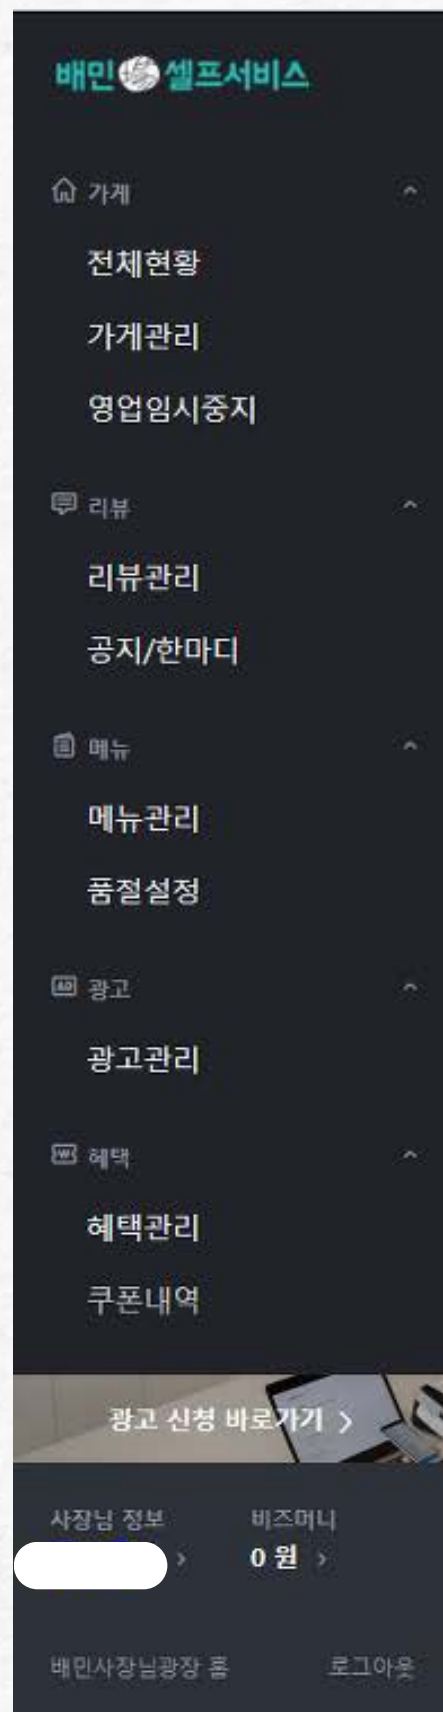 배민 셀프서비스
가게
전체현황
가게관리
영업임시중지
리뷰
리뷰관리
공지/한마디
메뉴
메뉴관리
품절설정
AD 광고
광고관리
혜택
혜택관리
쿠폰내역
광고 신청 바로가기 >
사장님 정보 비즈머니
> 0 원 >
배민사장님광장 홈 로그아웃